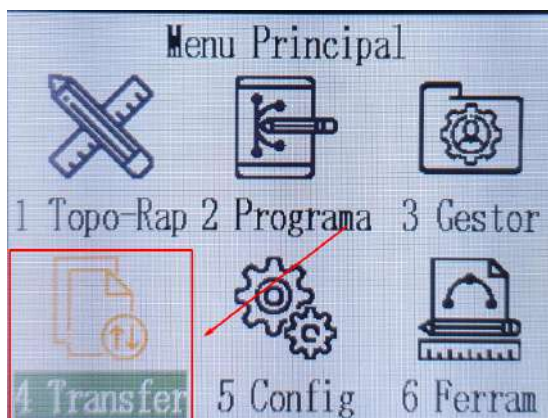 Menu Principal
1 Topo-Rap 2 Programa 3 Gestor
4 Transfer 5 Config 6 Ferram